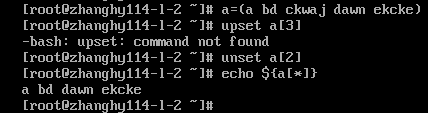 [root@zhanghy114-l-2 ~]# a=(a bd ckwaj dawn ekcke)
[root@zhanghy114-l-2 ~]# upset a[3]
-bash: upset: command not found
[root@zhanghy114-l-2 ~]# unset a[2]
[root@zhanghy114-l-2 ~]# echo ${a[*]}
a bd dawn ekcke
[root@zhanghy114-l-2 ~]#